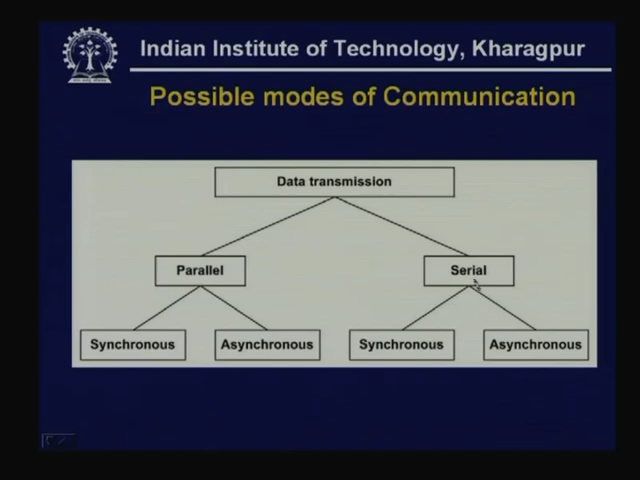 Indian Institute of Technology, Kharagpur
Possible modes of Communication
Data transmission
Parallel
Serial
Synchronous
Asynchronous
Synchronous
Asynchronous